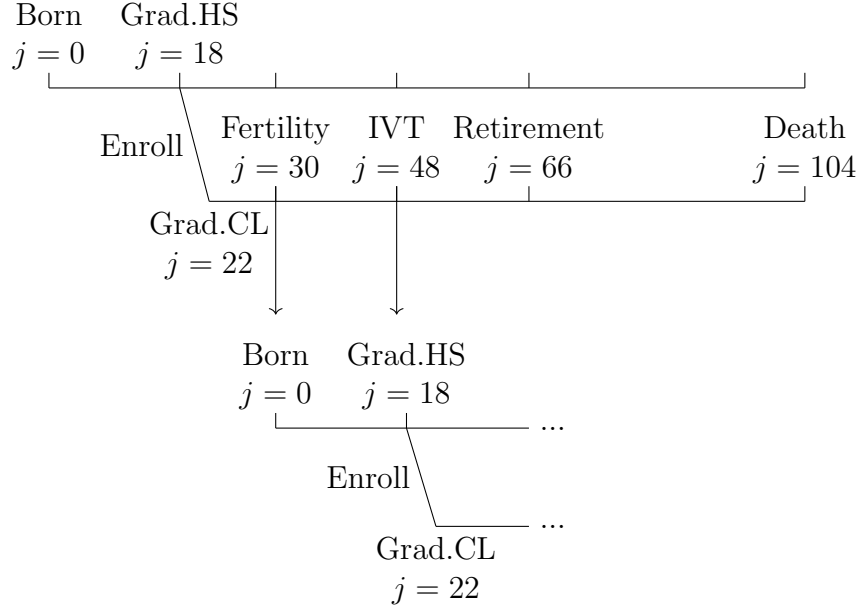 Born Grad.HS
j = 0 j = 18
Fertility IVT Retirement Death
Enroll
j = 30 j = 48 j = 66 j = 104
Grad.CL
j = 22
Born Grad.HS
j = 0 j = 18
...
Enroll
...
Grad.CL
j = 22